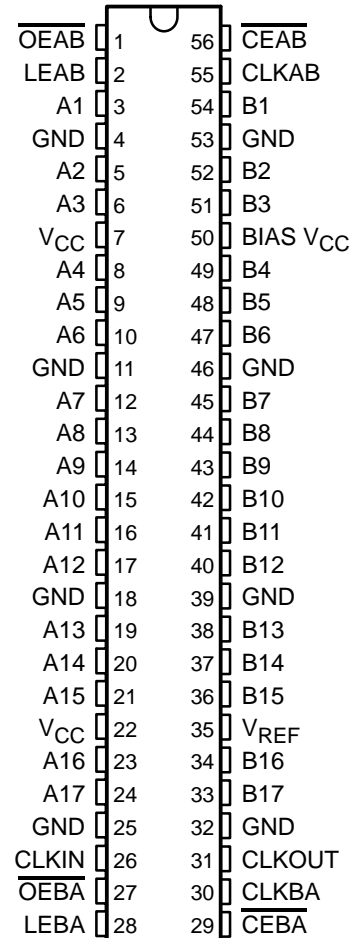 O̅E̅A̅B̅ 1 56 C̅E̅A̅B̅
LEAB 2 55 CLKAB
A1 3 54 B1
GND 4 53 GND
A2 5 52 B2
A3 6 51 B3
VCC 7 50 BIAS VCC
A4 8 49 B4
A5 9 48 B5
A6 10 47 B6
GND 11 46 GND
A7 12 45 B7
A8 13 44 B8
A9 14 43 B9
A10 15 42 B10
A11 16 41 B11
A12 17 40 B12
GND 18 39 GND
A13 19 38 B13
A14 20 37 B14
A15 21 36 B15
VCC 22 35 VREF
A16 23 34 B16
A17 24 33 B17
GND 25 32 GND
CLKIN 26 31 CLKOUT
O̅E̅B̅A̅ 27 30 CLKBA
LEBA 28 29 C̅E̅B̅A̅